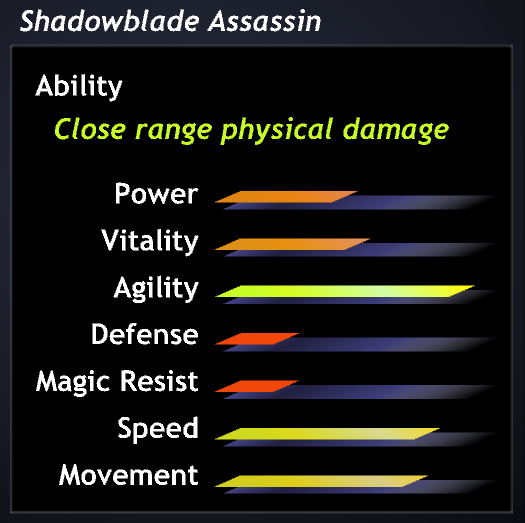 Shadowblade Assassin
Ability
Close range physical damage
Power
Vitality
Agility
Defense
Magic Resist
Speed
Movement